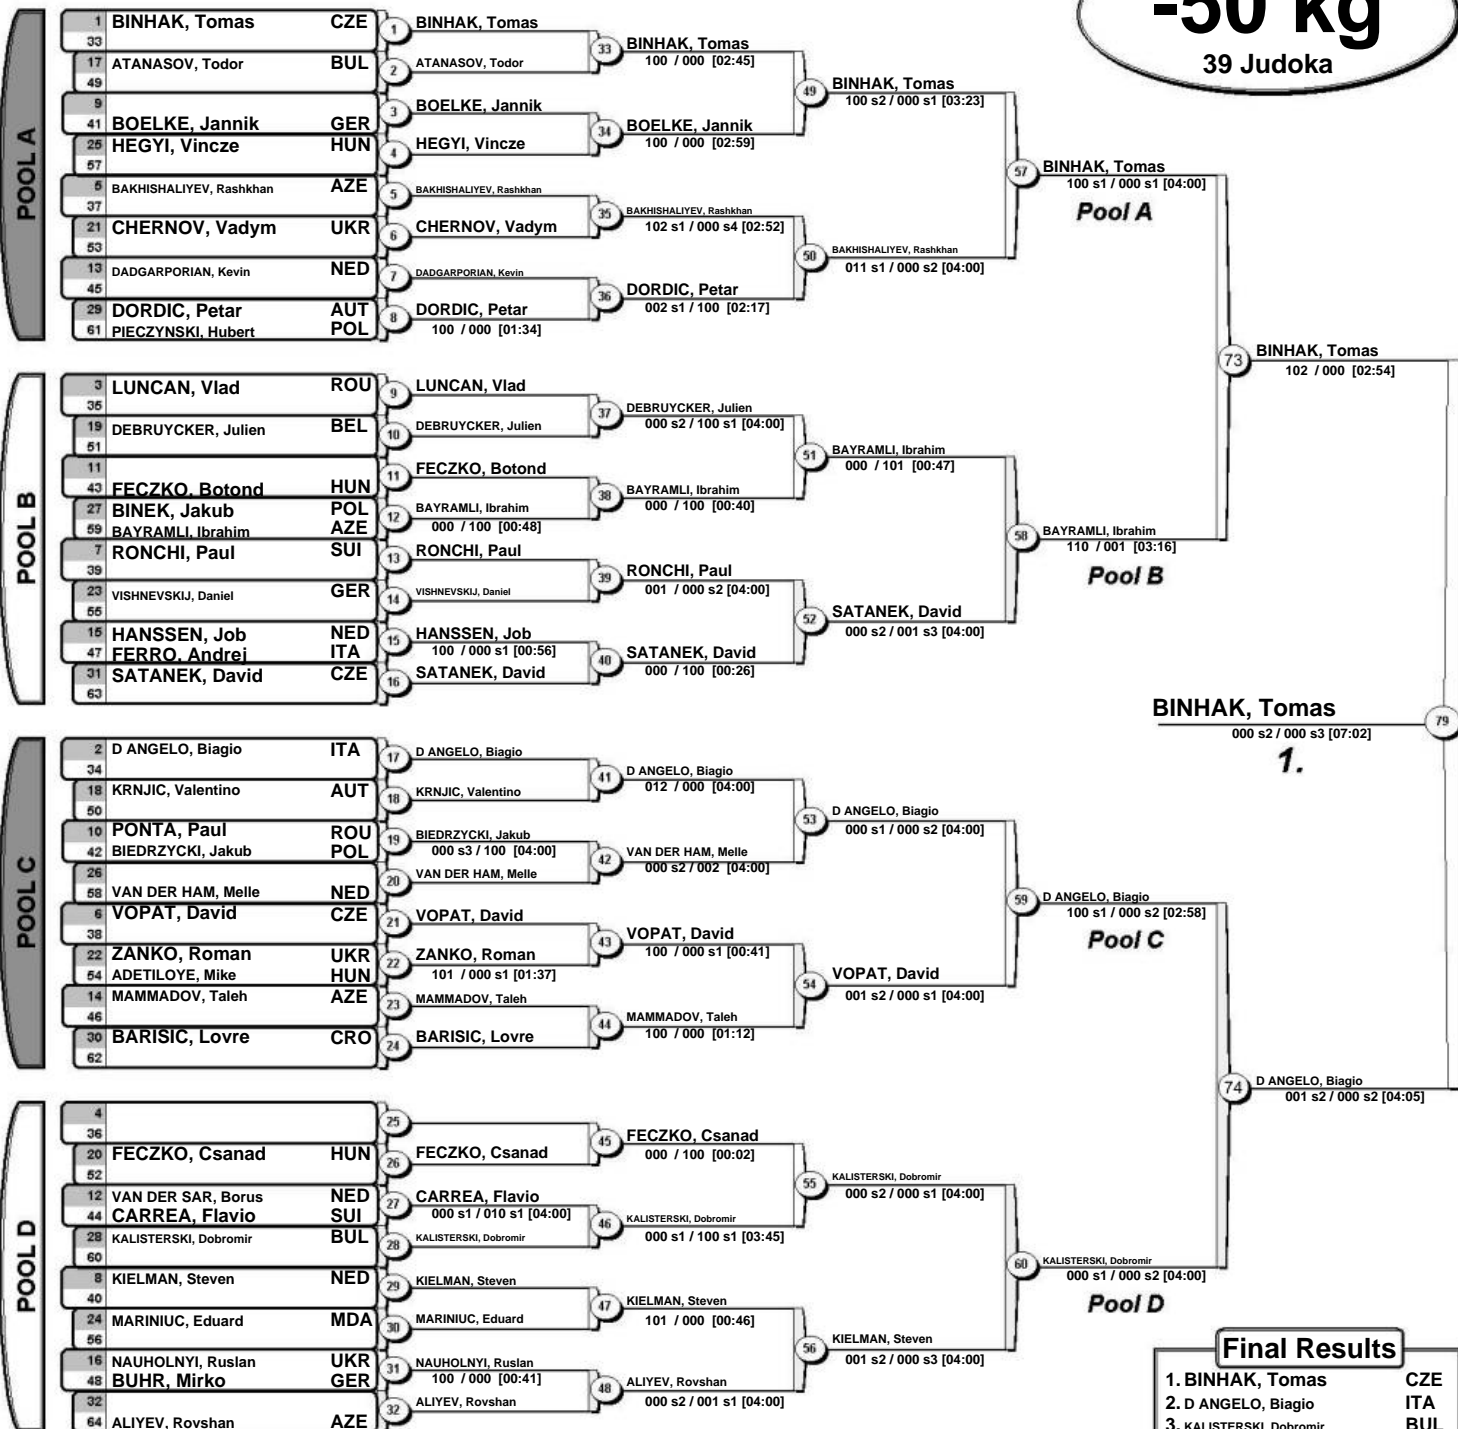 -50 kg
39 Judoka
POOL A
1 BINHAK, Tomas CZE
33
17 ATANASOV, Todor BUL
49
9
41 BOELKE, Jannik GER
25 HEGYI, Vincze HUN
57
5 BAKHISHALIYEV, Rashkhan AZE
37
21 CHERNOV, Vadym UKR
53
13 DADGARPORIAN, Kevin NED
45
29 DORDIC, Petar AUT
61 PIECZYNSKI, Hubert POL
1 BINHAK, Tomas
2 ATANASOV, Todor
3 BOELKE, Jannik
4 HEGYI, Vincze
5 BAKHISHALIYEV, Rashkhan
6 CHERNOV, Vadym
7 DADGARPORIAN, Kevin
8 DORDIC, Petar
100 / 000 [01:34]
33 BINHAK, Tomas
100 / 000 [02:45]
34 BOELKE, Jannik
100 / 000 [02:59]
35 BAKHISHALIYEV, Rashkhan
102 s1 / 000 s4 [02:52]
36 DORDIC, Petar
002 s1 / 100 [02:17]
49 BINHAK, Tomas
100 s2 / 000 s1 [03:23]
50 BAKHISHALIYEV, Rashkhan
011 s1 / 000 s2 [04:00]
57 BINHAK, Tomas
100 s1 / 000 s1 [04:00]
Pool A
POOL B
3 LUNCAN, Vlad ROU
35
19 DEBRUYCKER, Julien BEL
51
11
43 FECZKO, Botond HUN
27 BINEK, Jakub POL
59 BAYRAMLI, Ibrahim AZE
7 RONCHI, Paul SUI
39
23 VISHNEVSKIJ, Daniel GER
55
15 HANSSEN, Job NED
47 FERRO, Andrej ITA
31 SATANEK, David CZE
63
9 LUNCAN, Vlad
10 DEBRUYCKER, Julien
11 FECZKO, Botond
12 BAYRAMLI, Ibrahim
000 / 100 [00:48]
13 RONCHI, Paul
14 VISHNEVSKIJ, Daniel
15 HANSSEN, Job
100 / 000 s1 [00:56]
16 SATANEK, David
37 DEBRUYCKER, Julien
000 s2 / 100 s1 [04:00]
38 BAYRAMLI, Ibrahim
000 / 100 [00:40]
39 RONCHI, Paul
001 / 000 s2 [04:00]
40 SATANEK, David
000 / 100 [00:26]
51 BAYRAMLI, Ibrahim
000 / 101 [00:47]
52 SATANEK, David
000 s2 / 001 s3 [04:00]
58 BAYRAMLI, Ibrahim
110 / 001 [03:16]
Pool B
73 BINHAK, Tomas
102 / 000 [02:54]
BINHAK, Tomas 79
000 s2 / 000 s3 [07:02]
1.
POOL C
2 D ANGELO, Biagio ITA
34
18 KRNJIC, Valentino AUT
50
10 PONTA, Paul ROU
42 BIEDRZYCKI, Jakub POL
26
58 VAN DER HAM, Melle NED
6 VOPAT, David CZE
38
22 ZANKO, Roman UKR
54 ADETILOYE, Mike HUN
14 MAMMADOV, Taleh AZE
46
30 BARISIC, Lovre CRO
62
17 D ANGELO, Biagio
18 KRNJIC, Valentino
19 BIEDRZYCKI, Jakub
000 s3 / 100 [04:00]
20 VAN DER HAM, Melle
21 VOPAT, David
22 ZANKO, Roman
101 / 000 s1 [01:37]
23 MAMMADOV, Taleh
24 BARISIC, Lovre
41 D ANGELO, Biagio
012 / 000 [04:00]
42 VAN DER HAM, Melle
000 s2 / 002 [04:00]
43 VOPAT, David
100 / 000 s1 [00:41]
44 MAMMADOV, Taleh
100 / 000 [01:12]
53 D ANGELO, Biagio
000 s1 / 000 s2 [04:00]
54 VOPAT, David
001 s2 / 000 s1 [04:00]
59 D ANGELO, Biagio
100 s1 / 000 s2 [02:58]
Pool C
POOL D
4
36
20 FECZKO, Csanad HUN
52
12 VAN DER SAR, Borus NED
44 CARREA, Flavio SUI
28 KALISTERSKI, Dobromir BUL
60
8 KIELMAN, Steven NED
40
24 MARINIUC, Eduard MDA
56
16 NAUHOLNYI, Ruslan UKR
48 BUHR, Mirko GER
32
64 ALIYEV, Rovshan AZE
25
26 FECZKO, Csanad
27 CARREA, Flavio
000 s1 / 010 s1 [04:00]
28 KALISTERSKI, Dobromir
29 KIELMAN, Steven
30 MARINIUC, Eduard
31 NAUHOLNYI, Ruslan
100 / 000 [00:41]
32 ALIYEV, Rovshan
45 FECZKO, Csanad
000 / 100 [00:02]
46 KALISTERSKI, Dobromir
000 s1 / 100 s1 [03:45]
47 KIELMAN, Steven
101 / 000 [00:46]
48 ALIYEV, Rovshan
000 s2 / 001 s1 [04:00]
55 KALISTERSKI, Dobromir
000 s2 / 000 s1 [04:00]
56 KIELMAN, Steven
001 s2 / 000 s3 [04:00]
60 KALISTERSKI, Dobromir
000 s1 / 000 s2 [04:00]
Pool D
74 D ANGELO, Biagio
001 s2 / 000 s2 [04:05]
Final Results
1. BINHAK, Tomas CZE
2. D ANGELO, Biagio ITA
3. KALISTERSKI, Dobromir BUL